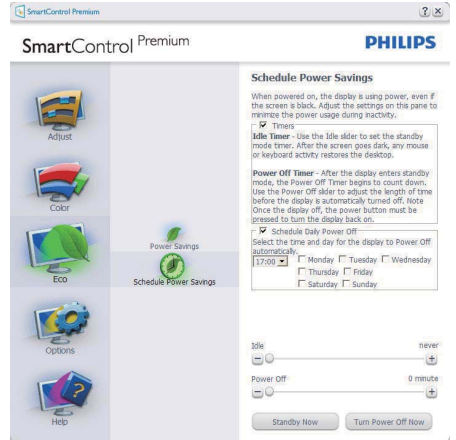 SmartControl Premium
SmartControl Premium
PHILIPS
Adjust
Color
Eco
Options
Help
Power Savings
Schedule Power Savings
Schedule Power Savings
When powered on, the display is using power, even if
the screen is black. Adjust the settings on this pane to
minimize the power usage during inactivity.
Timers
Idle Timer - Use the Idle slider to set the standby
mode timer. After the screen goes dark, any mouse
or keyboard activity restores the desktop.
Power Off Timer - After the display enters standby
mode, the Power Off Timer begins to count down.
Use the Power Off slider to adjust the length of time
before the display is automatically turned off. Note
Once the display off, the power button must be
pressed to turn the display back on.
Schedule Daily Power Off
Select the time and day for the display to Power Off
automatically.
17:00 Monday Tuesday Wednesday
Thursday Friday
Saturday Sunday
Idle never
Power Off 0 minute
Standby Now Turn Power Off Now